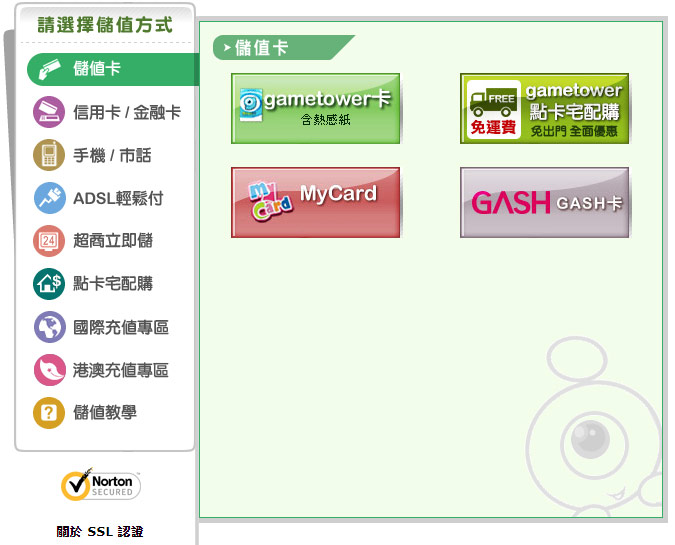 請選擇儲值方式
儲值卡
信用卡 / 金融卡
手機 / 市話
ADSL輕鬆付
24
超商立即儲
$
點卡宅配購
國際充值專區
港澳充值專區
?
儲值教學
Norton
SECURED
關於 SSL 認證
儲值卡
gametower卡
含熱感紙
FREE
免運費
gametower
點卡宅配購
免出門 全面優惠
My
Card
MyCard
GASH GASH卡